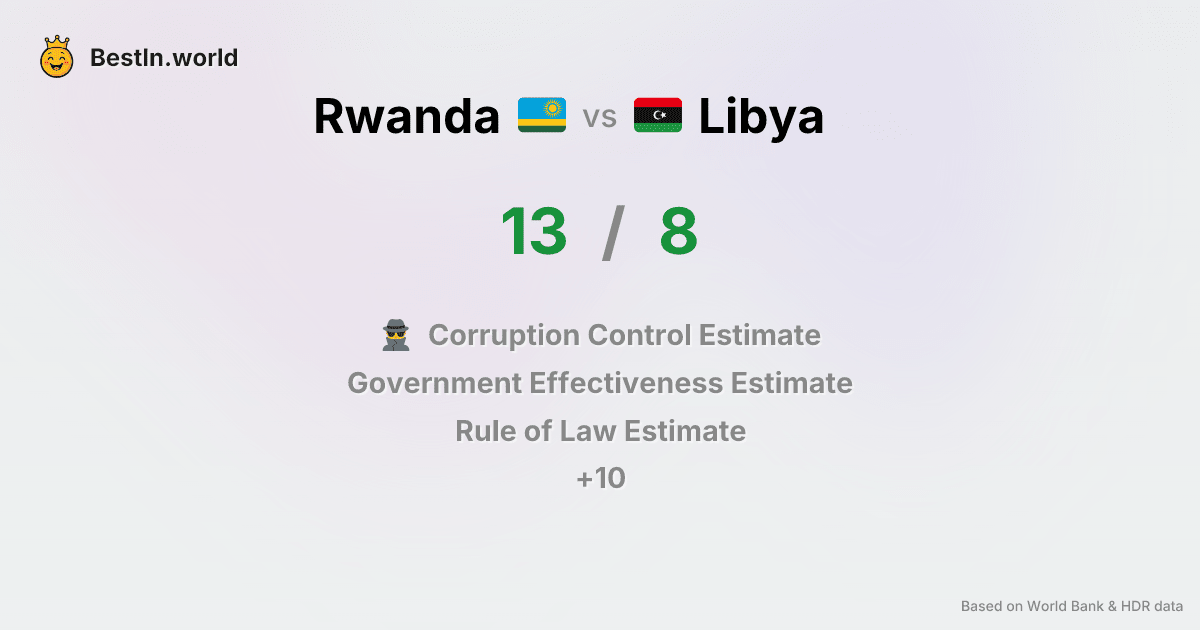 BestIn.world
Rwanda vs Libya
13 / 8
Corruption Control Estimate
Government Effectiveness Estimate
Rule of Law Estimate
+10
Based on World Bank & HDR data